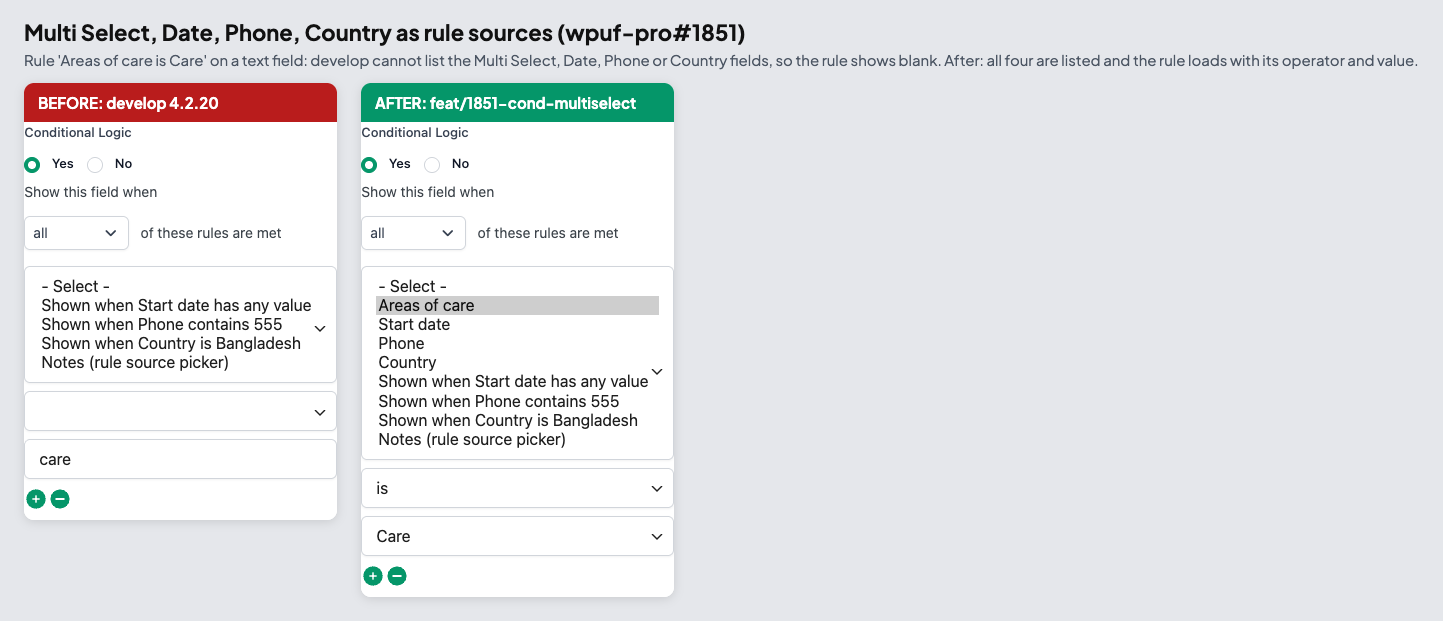 Multi Select, Date, Phone, Country as rule sources (wpuf-pro#1851)
Rule 'Areas of care is Care' on a text field: develop cannot list the Multi Select, Date, Phone or Country fields, so the rule shows blank. After: all four are listed and the rule loads with its operator and value.
BEFORE: develop 4.2.20
Conditional Logic
Yes No
Show this field when
all of these rules are met
- Select -
Shown when Start date has any value
Shown when Phone contains 555
Shown when Country is Bangladesh
Notes (rule source picker)
care
AFTER: feat/1851-cond-multiselect
Conditional Logic
Yes No
Show this field when
all of these rules are met
- Select -
Areas of care
Start date
Phone
Country
Shown when Start date has any value
Shown when Phone contains 555
Shown when Country is Bangladesh
Notes (rule source picker)
is
Care